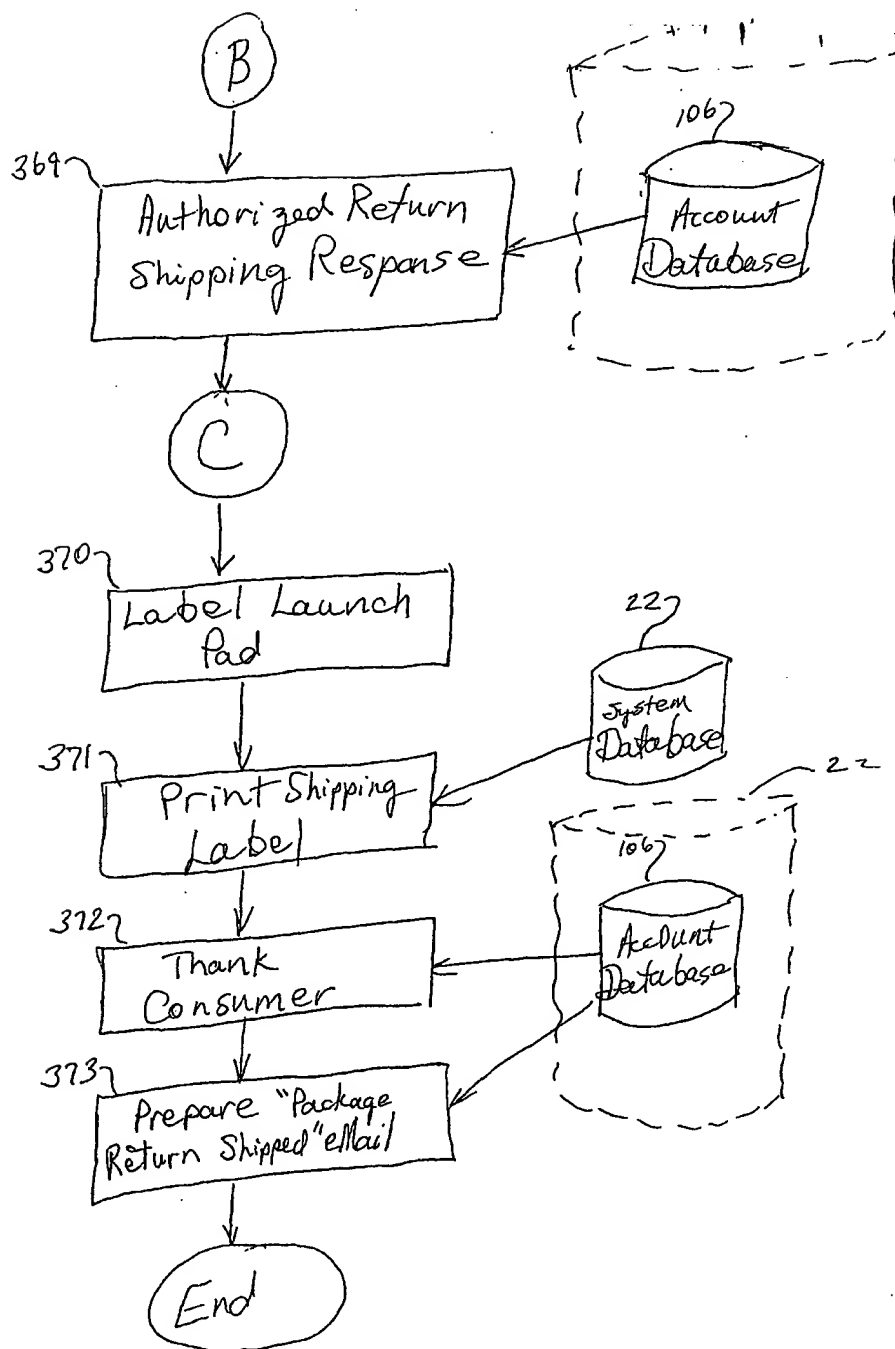 B
106
369
Authorized Return
Shipping Response
Account
Database
C
370
Label Launch
Pad
22
System
Database
371
Print Shipping
Label
22
106
372
Thank
Consumer
Account
Database
373
Prepare "Package
Return Shipped" eMail
End